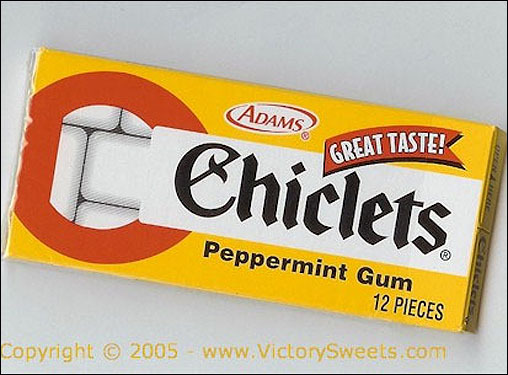 ADAMS®
GREAT TASTE!
Chiclets®
Peppermint Gum
12 PIECES
Chiclets
Copyright © 2005 - www.VictorySweets.com